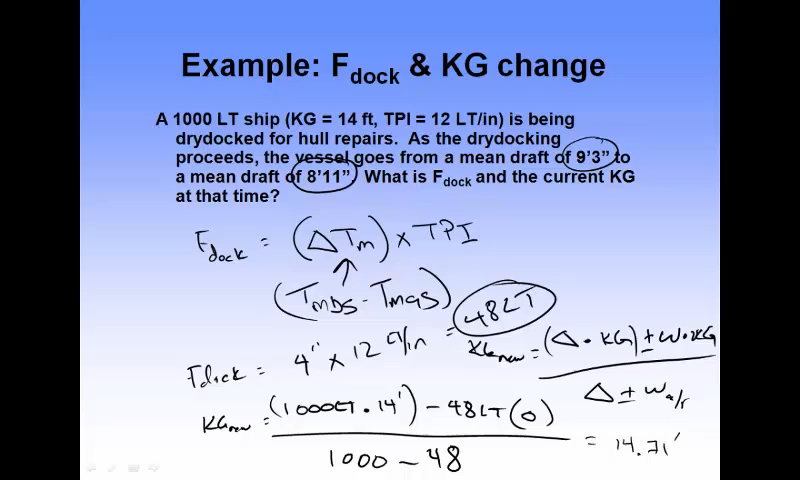 Example: Fdock & KG change
A 1000 LT ship (KG = 14 ft, TPI = 12 LT/in) is being
drydocked for hull repairs. As the drydocking
proceeds, the vessel goes from a mean draft of 9'3" to
a mean draft of 8'11". What is Fdock and the current KG
at that time?
Fdock = (ΔTm) × TPI
(TMDS - TMGS)
Fdock = 4" × 12 LT/in = 48LT
KGnew = (Δ · KG) ± w · KG
Δ ± wa/r
KGnew = (1000LT · 14') - 48LT (0)
1000 - 48
= 14.71'